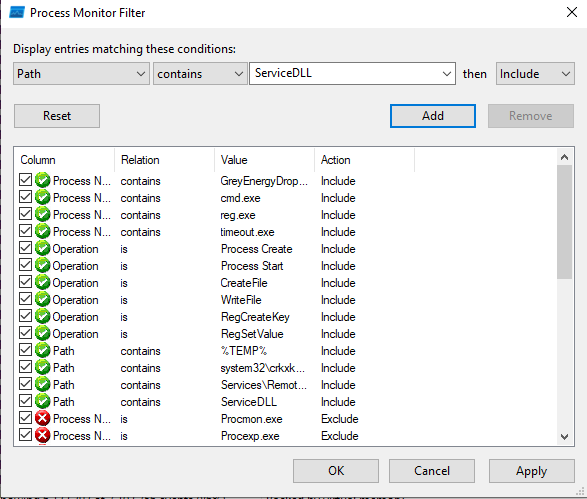 Process Monitor Filter
Display entries matching these conditions:
Path contains ServiceDLL then Include
Reset Add Remove
Column Relation Value Action
Process N... contains GreyEnergyDrop... Include
Process N... contains cmd.exe Include
Process N... contains reg.exe Include
Process N... contains timeout.exe Include
Operation is Process Create Include
Operation is Process Start Include
Operation is CreateFile Include
Operation is WriteFile Include
Operation is RegCreateKey Include
Operation is RegSetValue Include
Path contains %TEMP% Include
Path contains system32\crkxk... Include
Path contains Services\Remot... Include
Path contains ServiceDLL Include
Process N... is Procmon.exe Exclude
Process N... is Procexp.exe Exclude
OK Cancel Apply